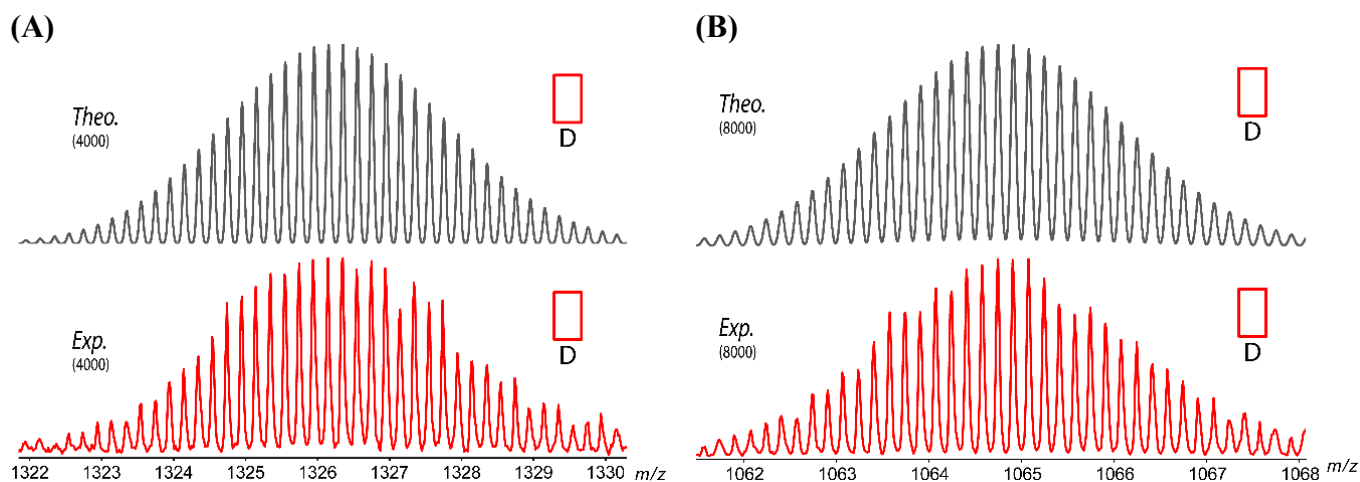 (A)
Theo.
(4000)
D
Exp.
(4000)
D
1322 1323 1324 1325 1326 1327 1328 1329 1330 m/z
(B)
Theo.
(8000)
D
Exp.
(8000)
D
1062 1063 1064 1065 1066 1067 1068 m/z